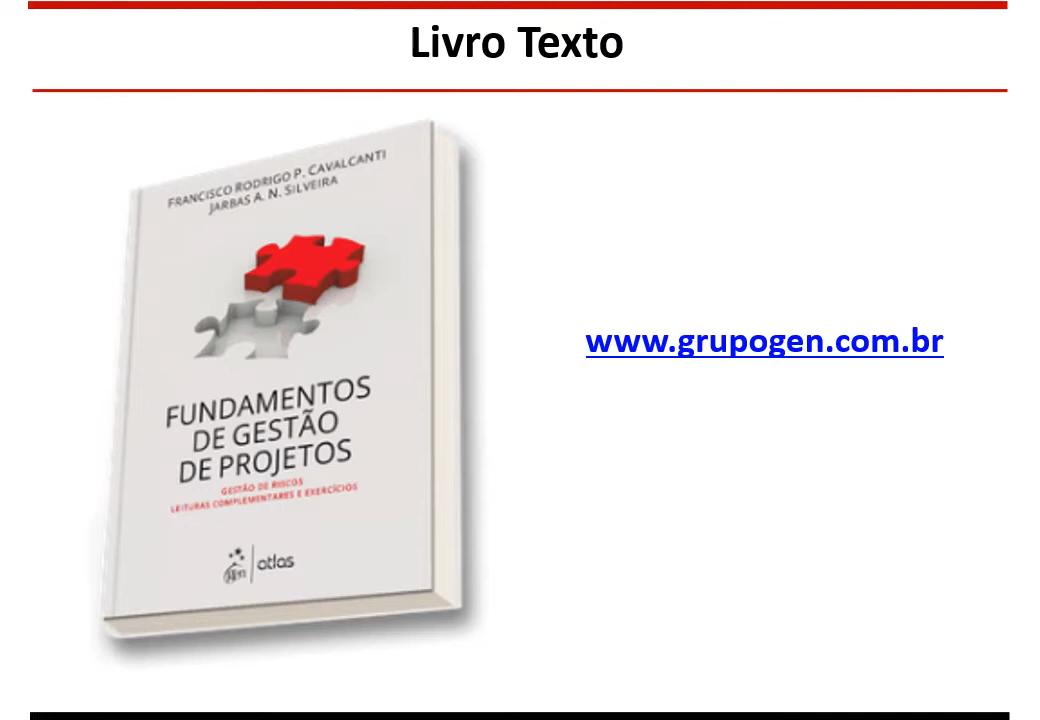 Livro Texto
FRANCISCO RODRIGO P. CAVALCANTI
JARBAS A. N. SILVEIRA
FUNDAMENTOS
DE GESTÃO
DE PROJETOS
GESTÃO DE RISCOS
LEITURAS COMPLEMENTARES E EXERCÍCIOS
gen
atlas
www.grupogen.com.br